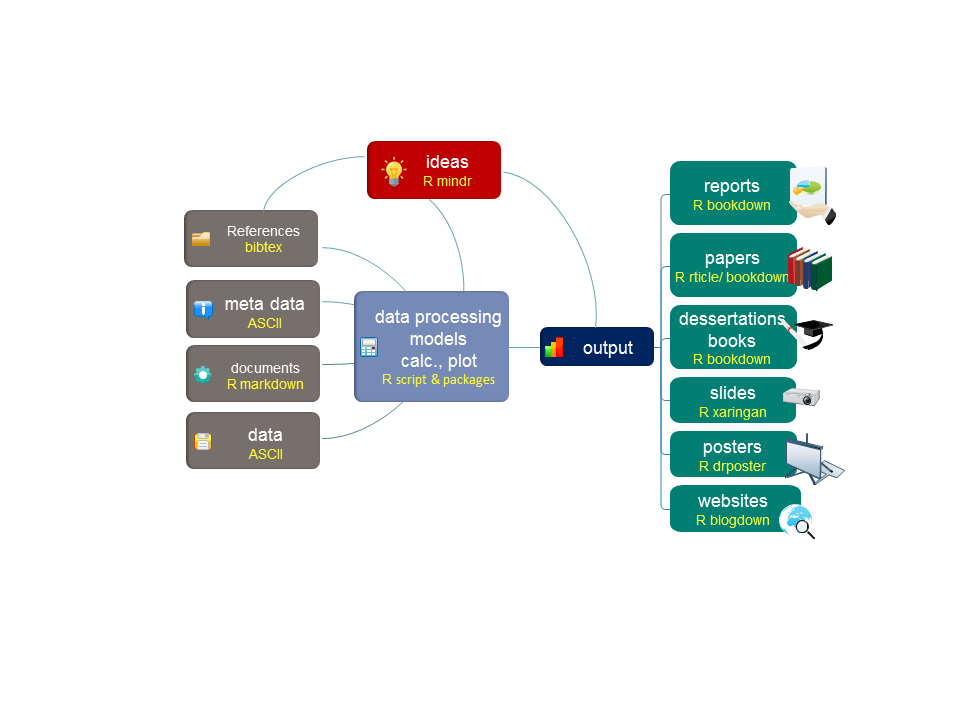 ideas
R mindr
References
bibtex
meta data
ASCII
documents
R markdown
data
ASCII
data processing
models
calc., plot
R script & packages
output
reports
R bookdown
papers
R rticle/ bookdown
dessertations
books
R bookdown
slides
R xaringan
posters
R drposter
websites
R blogdown